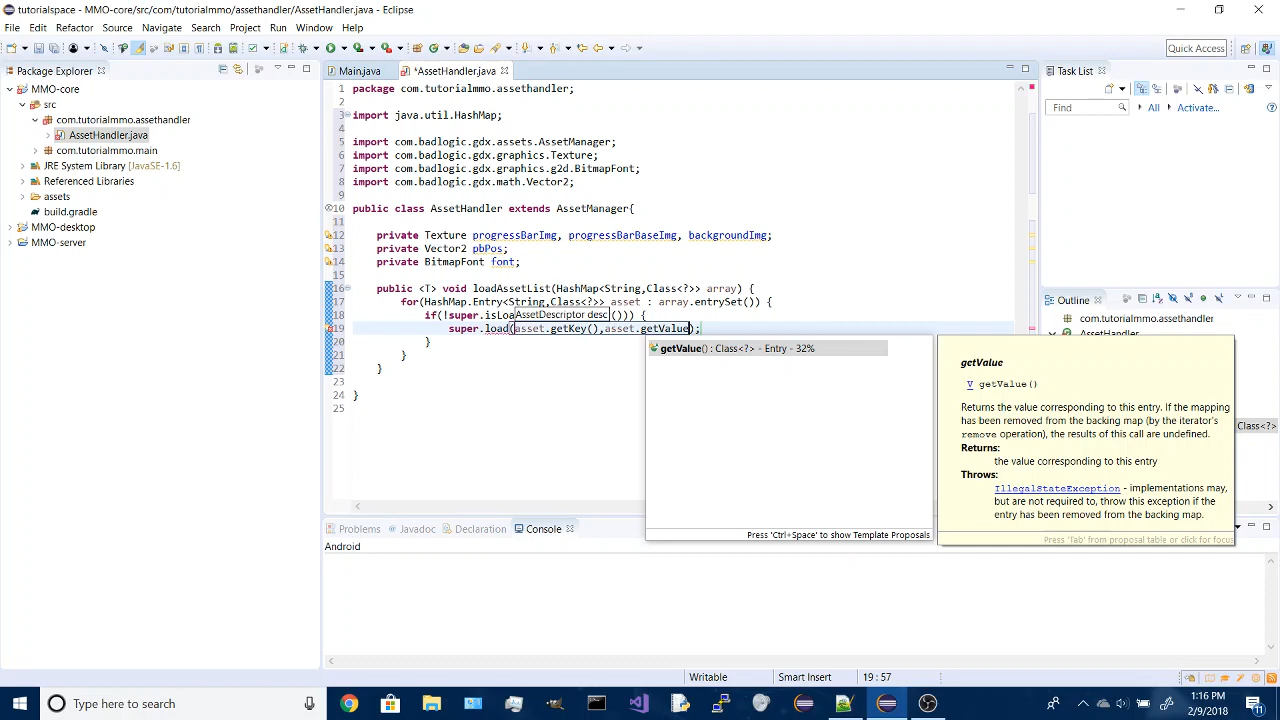 tutorialspace - MMO-core/src/com/tutorialmmo/assethandler/AssetHandler.java - Eclipse
File Edit Refactor Source Navigate Search Project Run Window Help
Quick Access
Package Explorer
MMO-core
src
com.tutorialmmo.assethandler
AssetHandler.java
com.tutorialmmo.main
JRE System Library [JavaSE-1.6]
Referenced Libraries
assets
build.gradle
MMO-desktop
MMO-server
Main.java
*AssetHandler.java
1 package com.tutorialmmo.assethandler;
2
3 import java.util.HashMap;
4
5 import com.badlogic.gdx.assets.AssetManager;
6 import com.badlogic.gdx.graphics.Texture;
7 import com.badlogic.gdx.graphics.g2d.BitmapFont;
8 import com.badlogic.gdx.math.Vector2;
9
10 public class AssetHandler extends AssetManager{
11
12 private Texture progressBarImg, progressBarBaseImg, backgroundImg;
13 private Vector2 pbPos;
14 private BitmapFont font;
15
16 public <T> void loadAssetList(HashMap<String,Class<?>> array) {
17 for(HashMap.Entry<String,Class<?>> asset : array.entrySet()) {
18 if(!super.isLoa ())) {
AssetDescriptor desc
19 super.load(asset.getKey(),asset.getValue);
20 }
21 }
22 }
23
24 }
25
getValue() : Class<?> - Entry - 32%
Press 'Ctrl+Space' to show Template Proposals
getValue
V getValue()
Returns the value corresponding to this entry. If the mapping
has been removed from the backing map (by the iterator's
remove operation), the results of this call are undefined.
Returns:
the value corresponding to this entry
Throws:
IllegalStateException - implementations may,
but are not required to, throw this exception if the
entry has been removed from the backing map.
Press 'Tab' from proposal table or click for focus
Task List
Find
All
Activate...
Outline
com.tutorialmmo.assethandler
AssetHandler
Class<?>
Problems
Javadoc
Declaration
Console
Android
Writable
Smart Insert
19 : 57
Type here to search
1:16 PM
2/9/2018
11